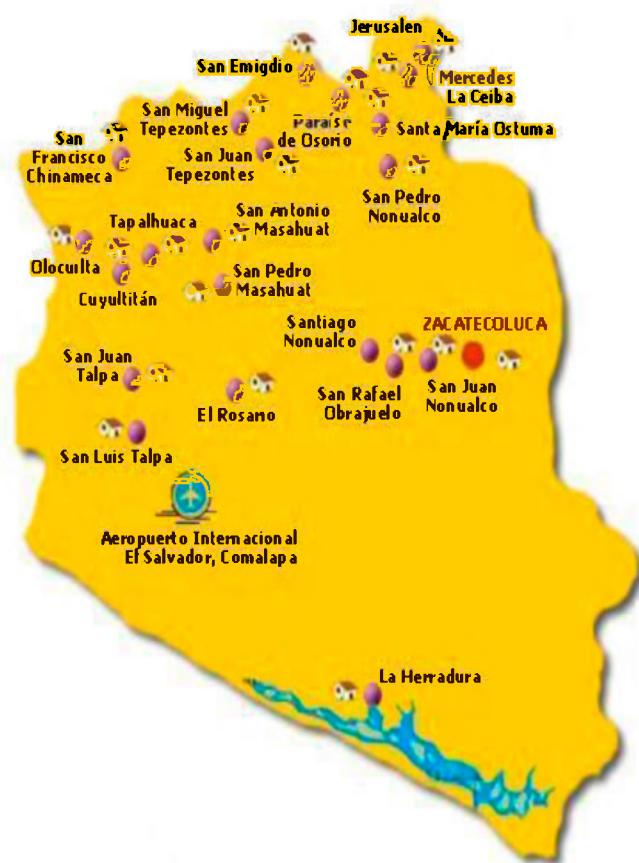 Jerusalen
San Emigdio
Mercedes
La Ceiba
San Miguel
Tepezontes
Paraíse
de Osorio
Santa María Ostuma
San
Francisco
Chinameca
San Juan
Tepezontes
San Pedro
Nonualco
Tapalhuaca
San Antonio
Masahuat
Olocuilta
Cuyultitán
San Pedro
Masahuat
Santiago
Nonualco
ZACATECOLUCA
San Juan
Talpa
El Rosario
San Rafael
Obrajuelo
San Juan
Nonualco
San Luis Talpa
Aeropuerto Internacional
El Salvador, Comalapa
La Herradura